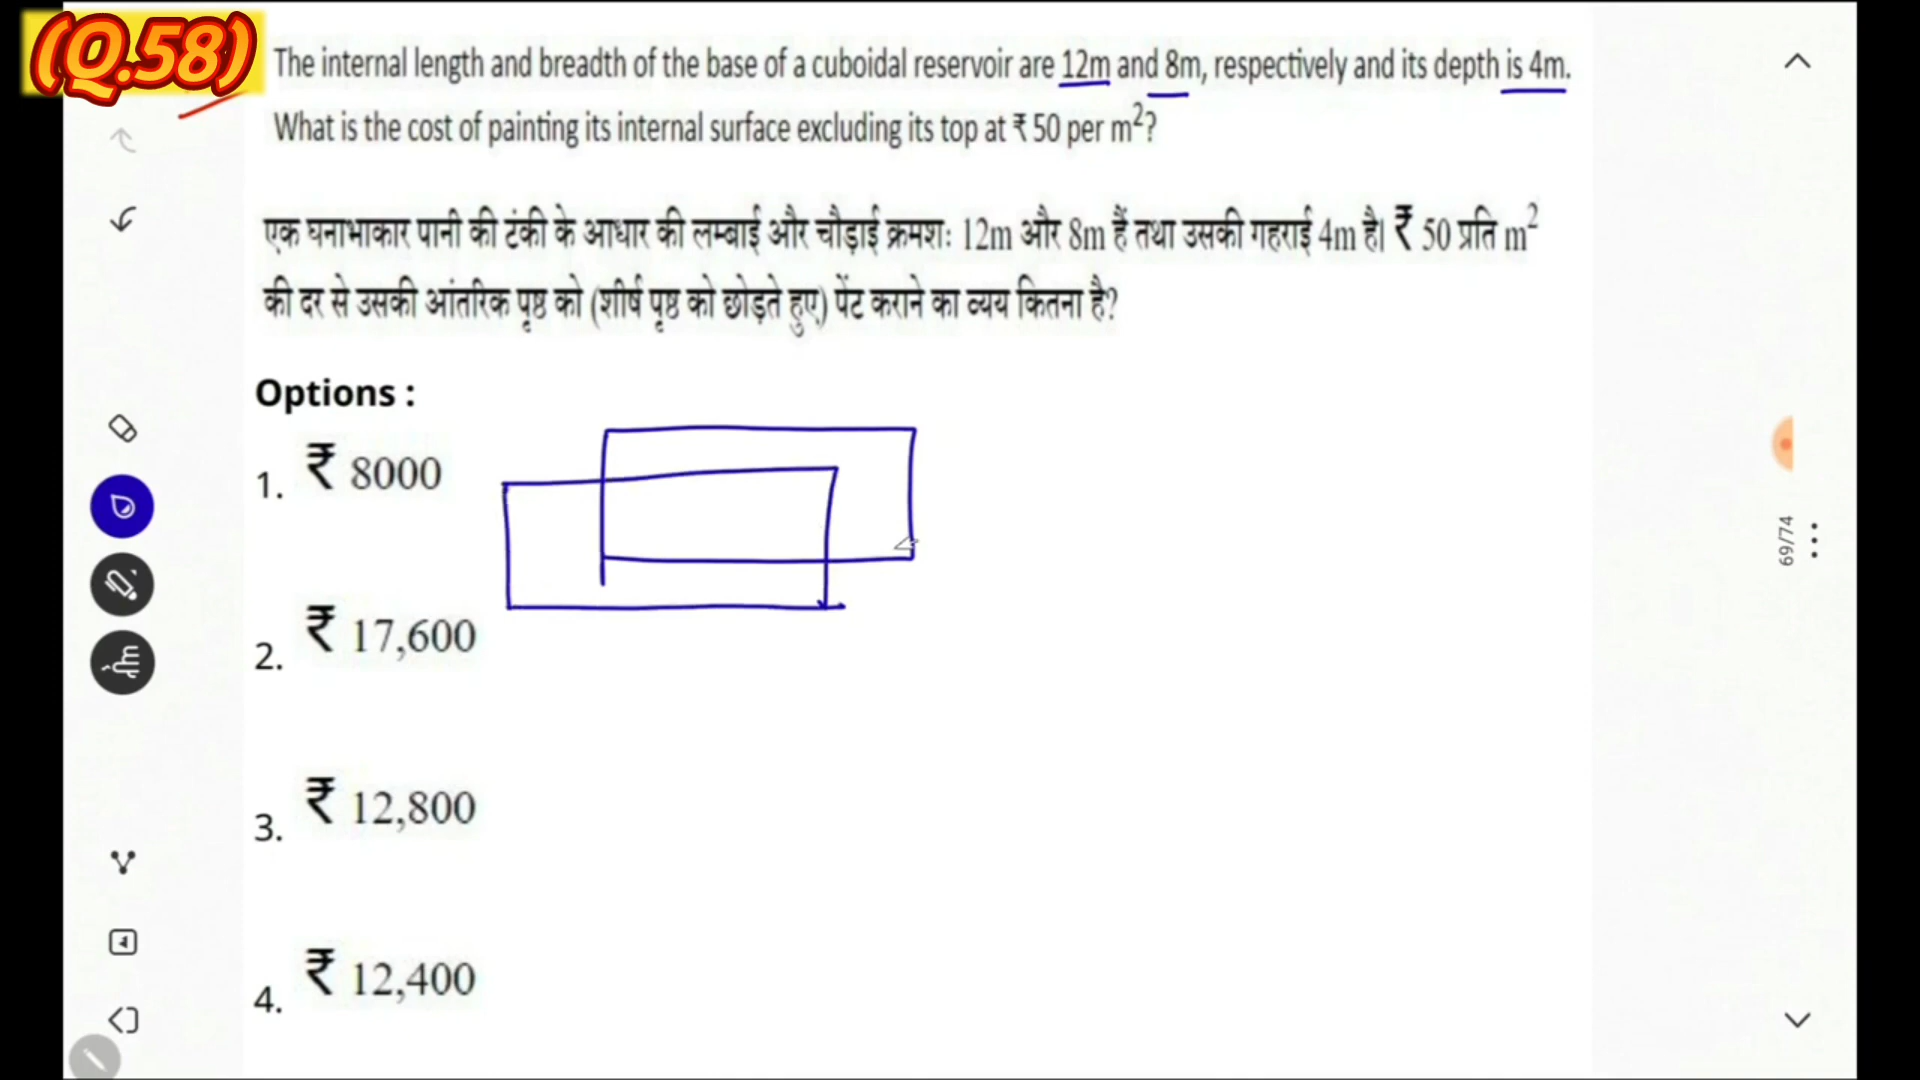 (Q.58)
The internal length and breadth of the base of a cuboidal reservoir are 12m and 8m, respectively and its depth is 4m.
What is the cost of painting its internal surface excluding its top at ₹ 50 per m²?
एक घनाभाकार पानी की टंकी के आधार की लम्बाई और चौड़ाई क्रमशः 12m और 8m हैं तथा उसकी गहराई 4m है। ₹ 50 प्रति m²
की दर से उसकी आंतरिक पृष्ठ को (शीर्ष पृष्ठ को छोड़ते हुए) पेंट कराने का व्यय कितना है?
Options :
1. ₹ 8000
2. ₹ 17,600
3. ₹ 12,800
4. ₹ 12,400
69/74